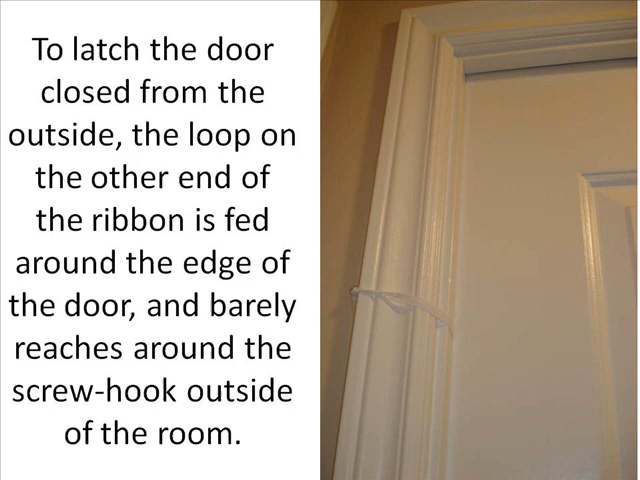 To latch the door
closed from the
outside, the loop on
the other end of
the ribbon is fed
around the edge of
the door, and barely
reaches around the
screw-hook outside
of the room.